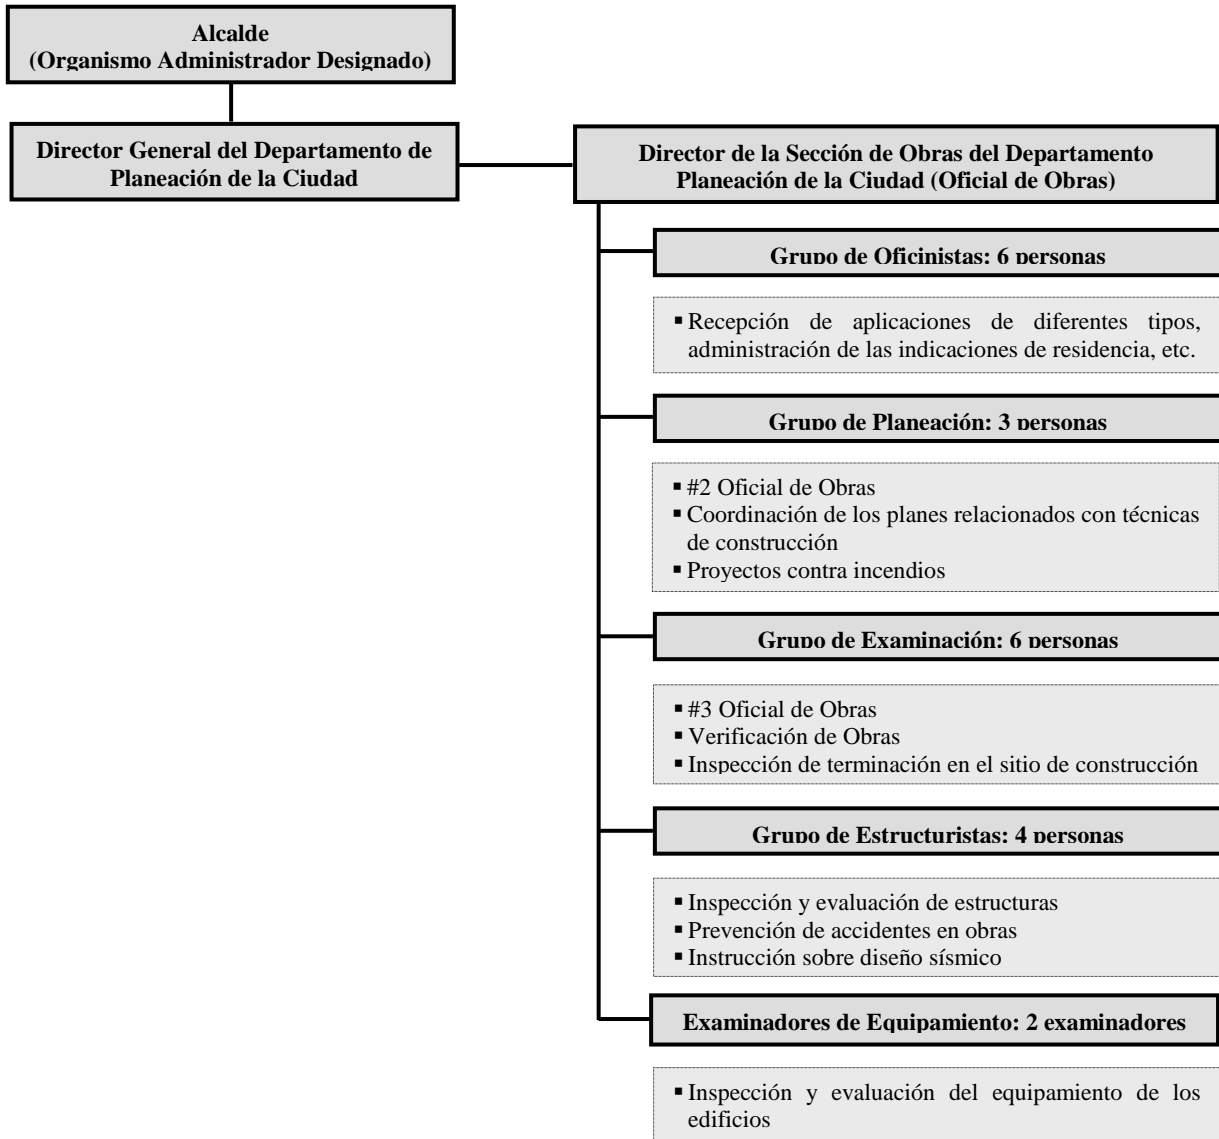 Alcalde
(Organismo Administrador Designado)
Director General del Departamento de
Planeación de la Ciudad
Director de la Sección de Obras del Departamento
Planeación de la Ciudad (Oficial de Obras)
Grupo de Oficinistas: 6 personas
▪ Recepción de aplicaciones de diferentes tipos,
administración de las indicaciones de residencia, etc.
Grupo de Planeación: 3 personas
▪ #2 Oficial de Obras
▪ Coordinación de los planes relacionados con técnicas
de construcción
▪ Proyectos contra incendios
Grupo de Examinación: 6 personas
▪ #3 Oficial de Obras
▪ Verificación de Obras
▪ Inspección de terminación en el sitio de construcción
Grupo de Estructuristas: 4 personas
▪ Inspección y evaluación de estructuras
▪ Prevención de accidentes en obras
▪ Instrucción sobre diseño sísmico
Examinadores de Equipamiento: 2 examinadores
▪ Inspección y evaluación del equipamiento de los
edificios